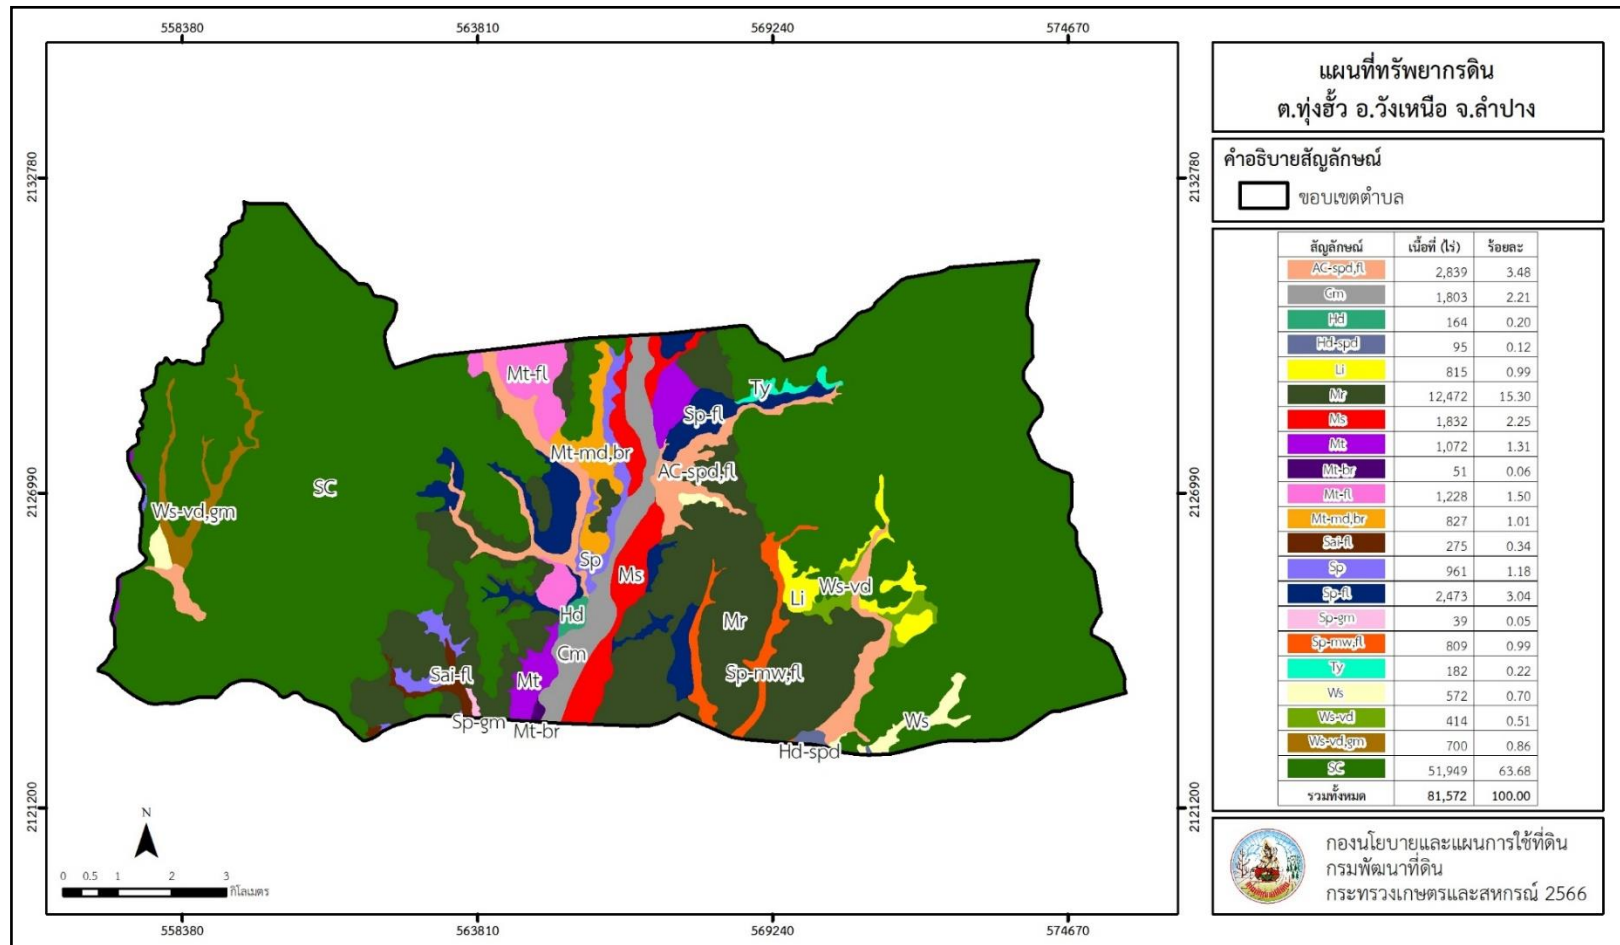 558380 563810 569240 574670
2132780 2132780
2126990 2126990
2121200 2121200
558380 563810 569240 574670
Mt-fl
Ty
Sp-fl
Mt-md,br
AC-spd,fl
SC
Ws-vd,gm
Sp
Ms
Ws-vd
Li
Hd
Mr
Cm
Sai-fl
Mt
Sp-mw,fl
Sp-gm
Mt-br
Ws
Hd-spd
N
0 0.5 1 2 3
กิโลเมตร
แผนที่ทรัพยากรดิน
ต.ทุ่งฮั้ว อ.วังเหนือ จ.ลำปาง
คำอธิบายสัญลักษณ์
ขอบเขตตำบล
สัญลักษณ์ เนื้อที่ (ไร่) ร้อยละ
AC-spd,fl 2,839 3.48
Cm 1,803 2.21
Hd 164 0.20
Hd-spd 95 0.12
Li 815 0.99
Mr 12,472 15.30
Ms 1,832 2.25
Mt 1,072 1.31
Mt-br 51 0.06
Mt-fl 1,228 1.50
Mt-md,br 827 1.01
Sai-fl 275 0.34
Sp 961 1.18
Sp-fl 2,473 3.04
Sp-gm 39 0.05
Sp-mw,fl 809 0.99
Ty 182 0.22
Ws 572 0.70
Ws-vd 414 0.51
Ws-vd,gm 700 0.86
SC 51,949 63.68
รวมทั้งหมด 81,572 100.00
กองนโยบายและแผนการใช้ที่ดิน
กรมพัฒนาที่ดิน
กระทรวงเกษตรและสหกรณ์ 2566